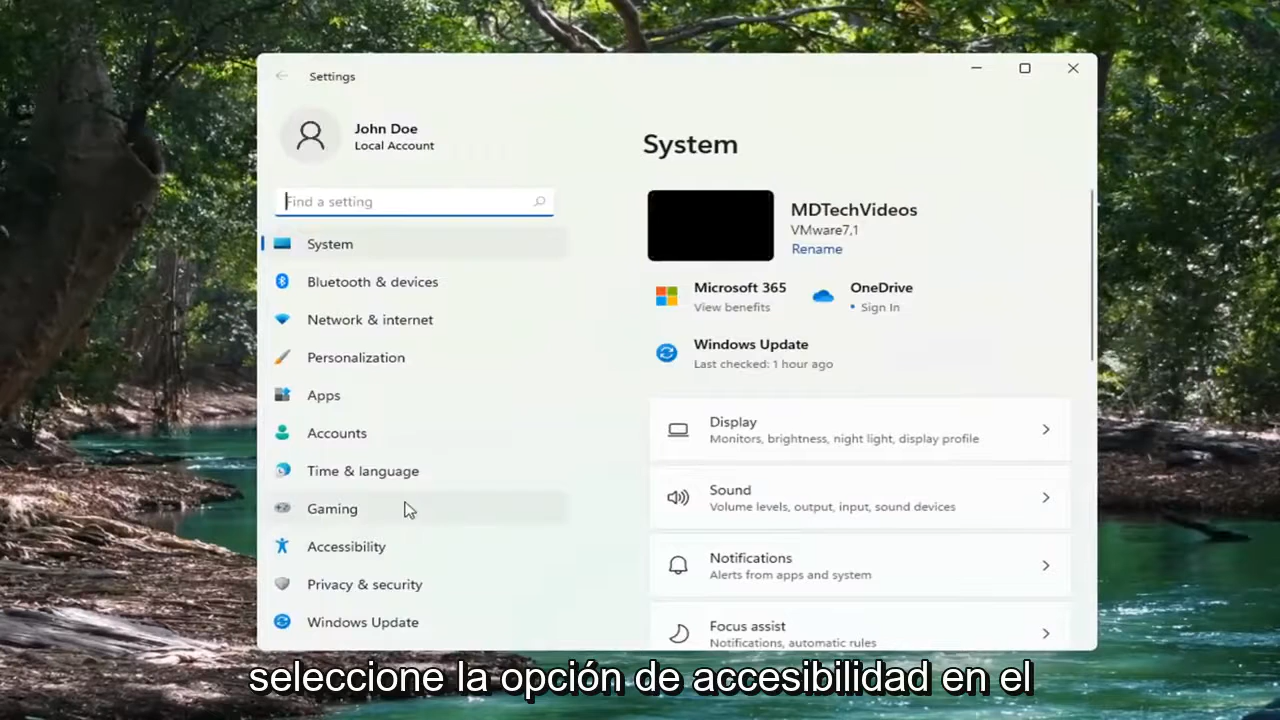 Settings
John Doe
Local Account
Find a setting
System
Bluetooth & devices
Network & internet
Personalization
Apps
Accounts
Time & language
Gaming
Accessibility
Privacy & security
Windows Update
System
MDTechVideos
VMware7,1
Rename
Microsoft 365
View benefits
OneDrive
• Sign In
Windows Update
Last checked: 1 hour ago
Display
Monitors, brightness, night light, display profile
Sound
Volume levels, output, input, sound devices
Notifications
Alerts from apps and system
Focus assist
Notifications, automatic rules
seleccione la opción de accesibilidad en el